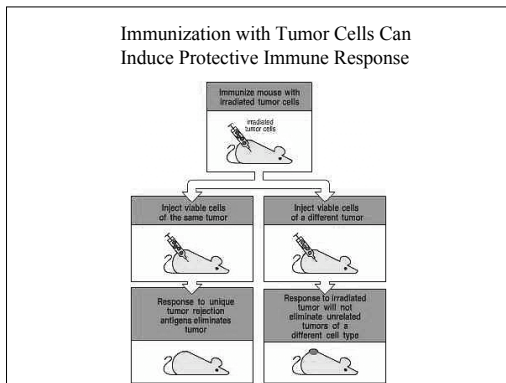 Immunization with Tumor Cells Can
Induce Protective Immune Response
Immunize mouse with
irradiated tumor cells
irradiated
tumor cells
Inject viable cells
of the same tumor
Inject viable cells
of a different tumor
Response to unique
tumor rejection
antigens eliminates
tumor
Response to irradiated
tumor will not
eliminate unrelated
tumors of a
different cell type